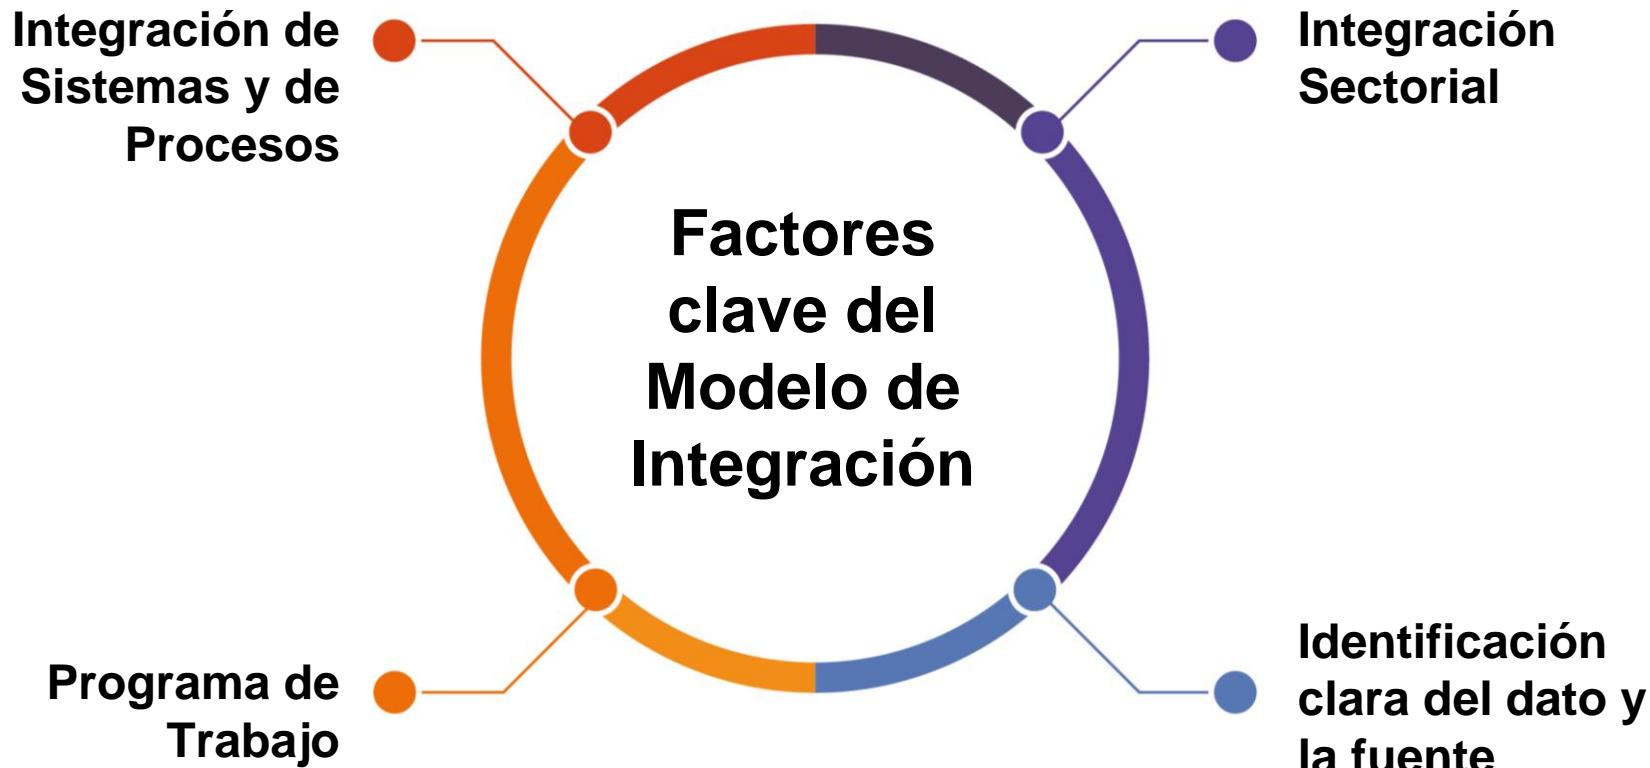 Integración de
Sistemas y de
Procesos
Integración
Sectorial
Factores
clave del
Modelo de
Integración
Programa de
Trabajo
Identificación
clara del dato y
la fuente